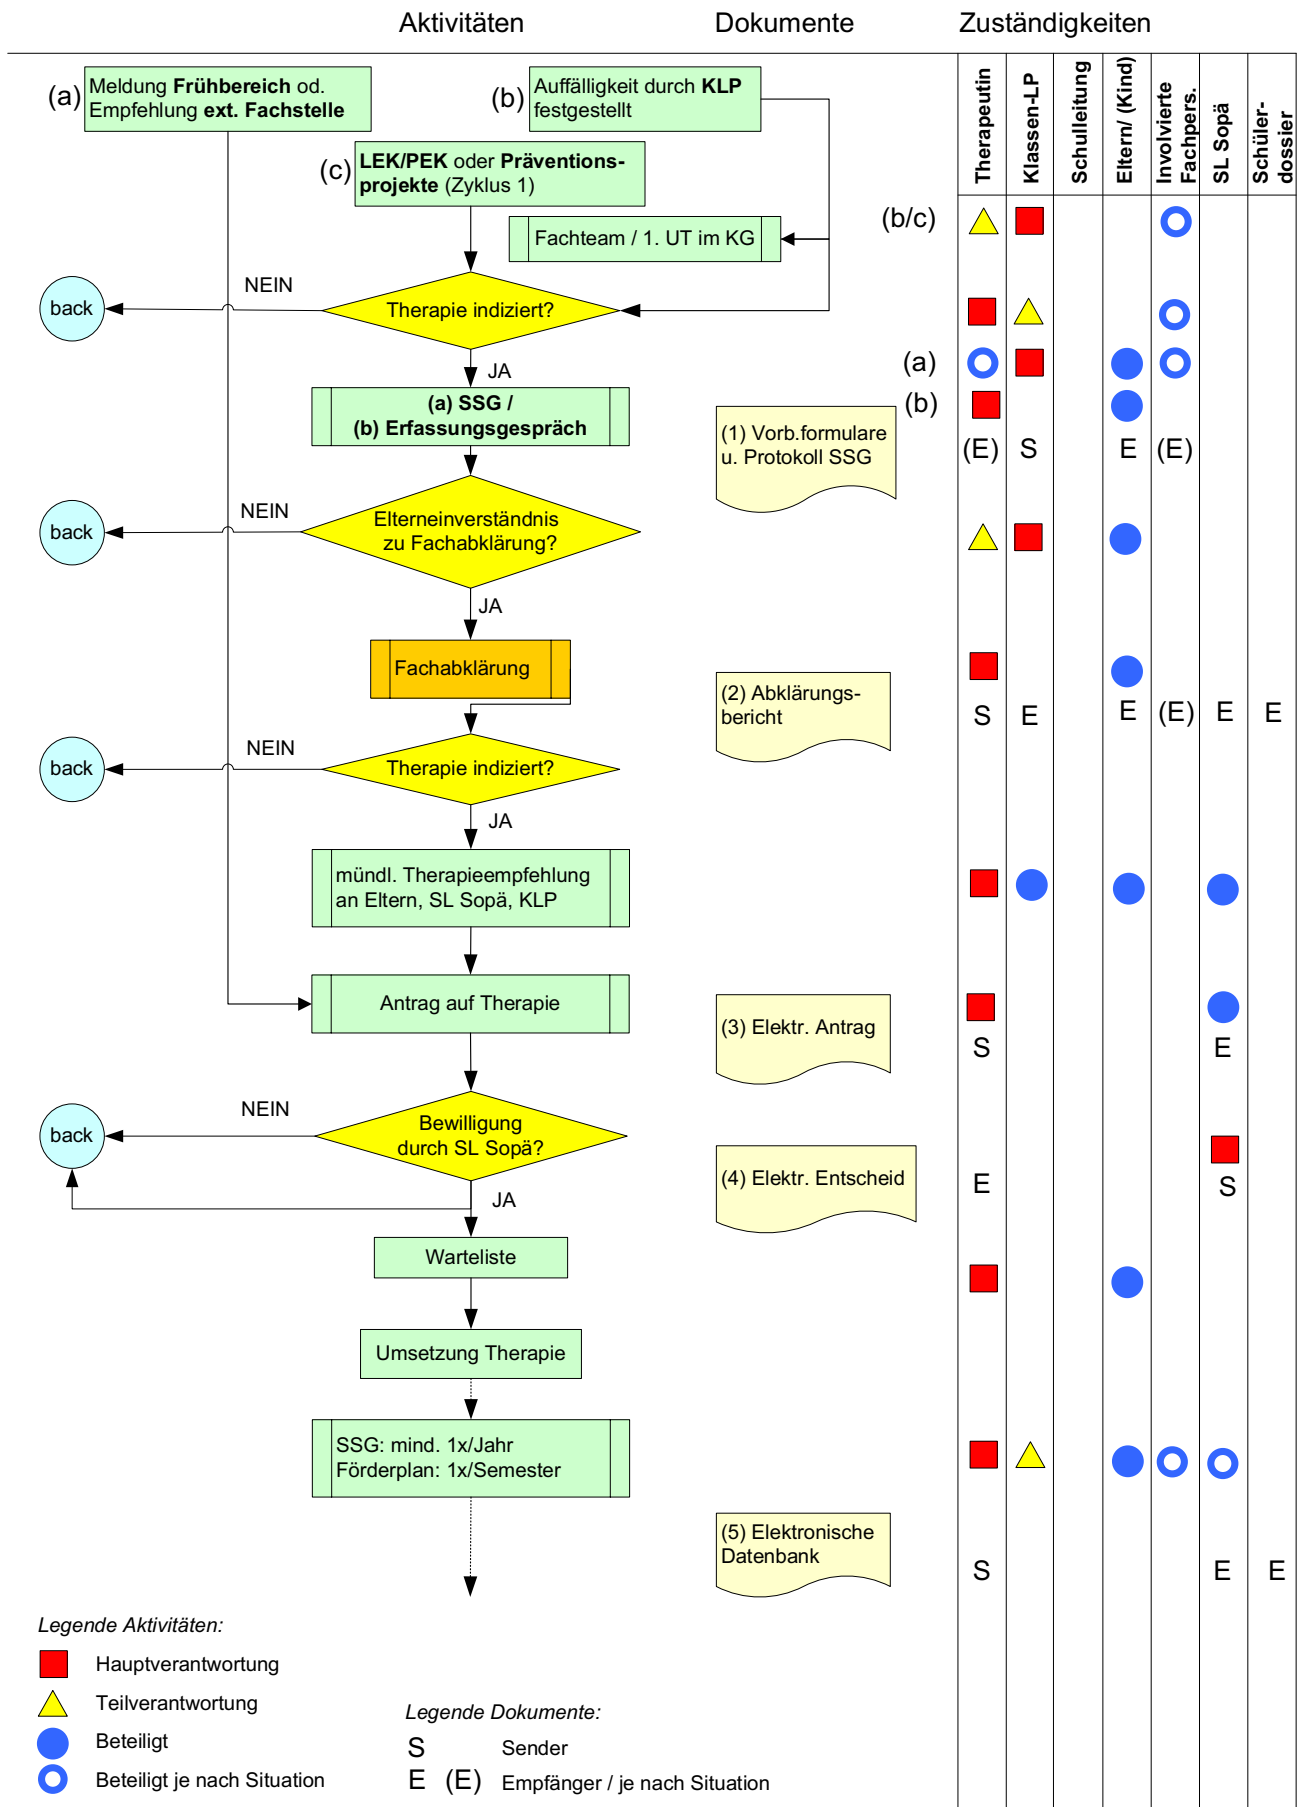 Aktivitäten
Dokumente
Zuständigkeiten
Therapeutin
Klassen-LP
Schulleitung
Eltern/ (Kind)
Involvierte
Fachpers.
SL Sopä
Schüler-
dossier
(a)
Meldung Frühbereich od.
Empfehlung ext. Fachstelle
(b)
Auffälligkeit durch KLP
festgestellt
(c)
LEK/PEK oder Präventions-
projekte (Zyklus 1)
(b/c)
Fachteam / 1. UT im KG
NEIN
back
Therapie indiziert?
JA
(a)
(a) SSG /
(b) Erfassungsgespräch
(b)
(1) Vorb.formulare
u. Protokoll SSG
(E) S E (E)
NEIN
back
Elterneinverständnis
zu Fachabklärung?
JA
Fachabklärung
(2) Abklärungs-
bericht
S E E (E) E E
NEIN
back
Therapie indiziert?
JA
mündl. Therapieempfehlung
an Eltern, SL Sopä, KLP
Antrag auf Therapie
(3) Elektr. Antrag
S E
NEIN
back
Bewilligung
durch SL Sopä?
JA
(4) Elektr. Entscheid
E S
Warteliste
Umsetzung Therapie
SSG: mind. 1x/Jahr
Förderplan: 1x/Semester
(5) Elektronische
Datenbank
S E E
Legende Aktivitäten:
Hauptverantwortung
Teilverantwortung
Beteiligt
Beteiligt je nach Situation
Legende Dokumente:
S Sender
E (E) Empfänger / je nach Situation